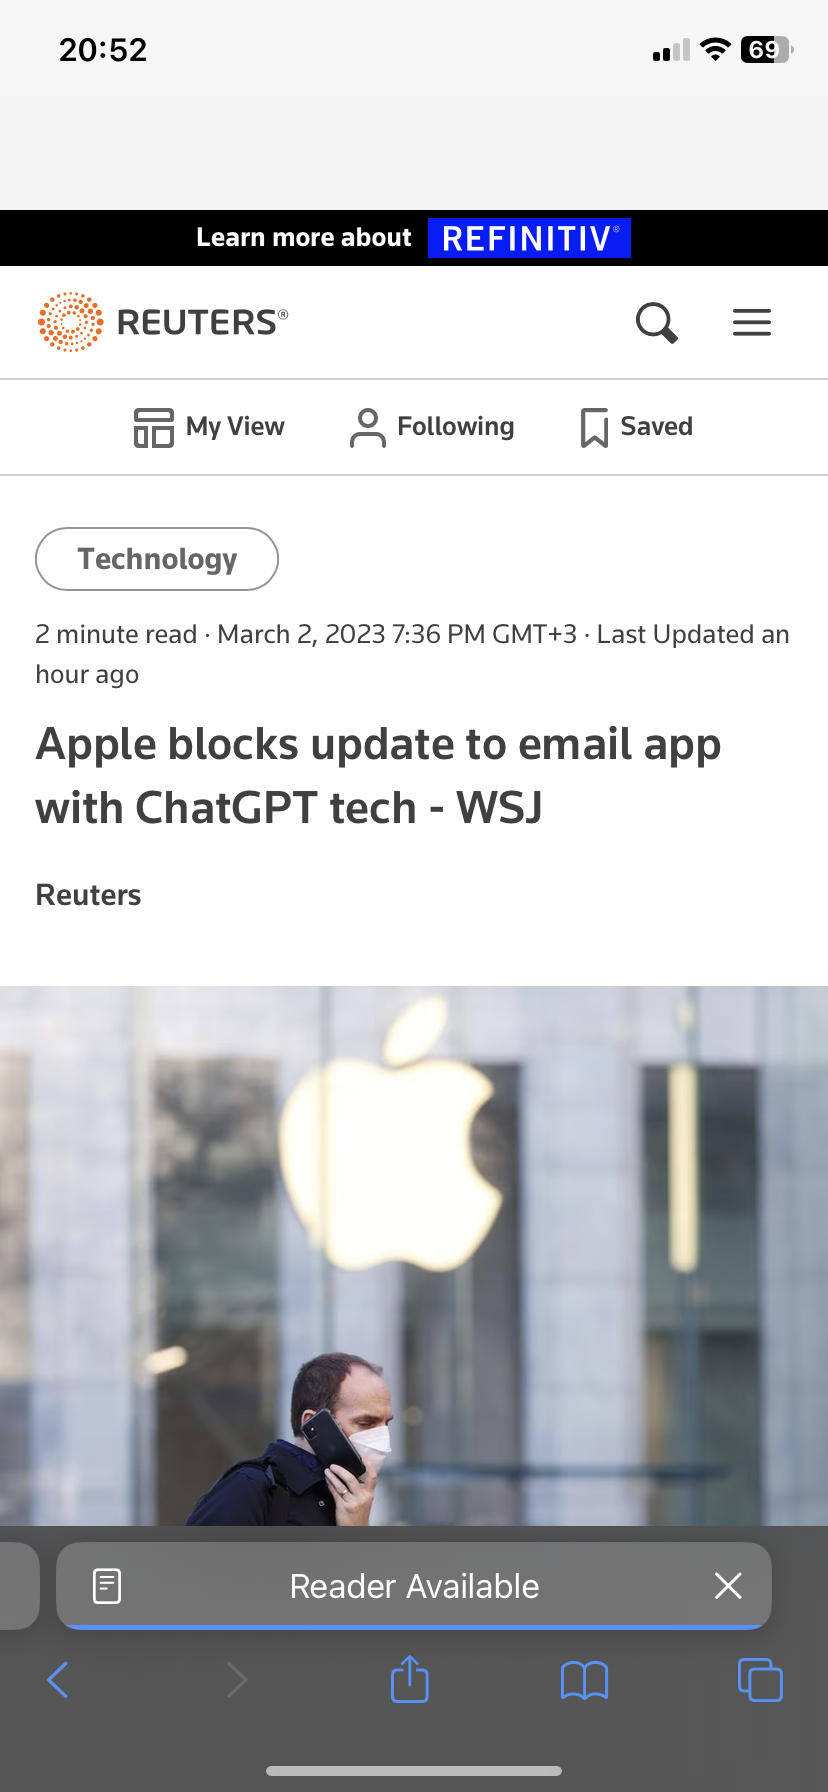 20:52
69
Learn more about REFINITIV®
REUTERS®
My View Following Saved
Technology
2 minute read · March 2, 2023 7:36 PM GMT+3 · Last Updated an
hour ago
Apple blocks update to email app
with ChatGPT tech - WSJ
Reuters
Reader Available